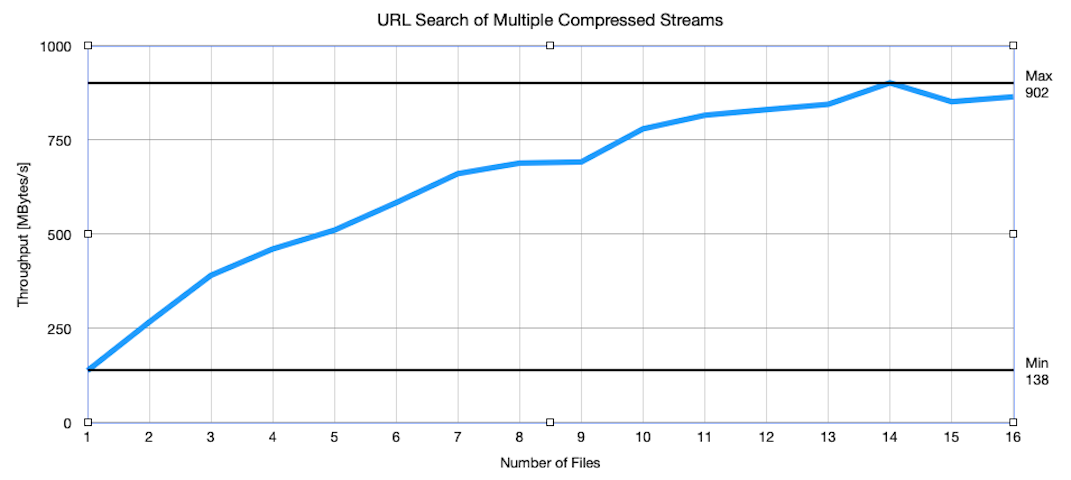 URL Search of Multiple Compressed Streams
1000
Max
902
750
Throughput [MBytes/s]
500
250
Min
138
0
1 2 3 4 5 6 7 8 9 10 11 12 13 14 15 16
Number of Files